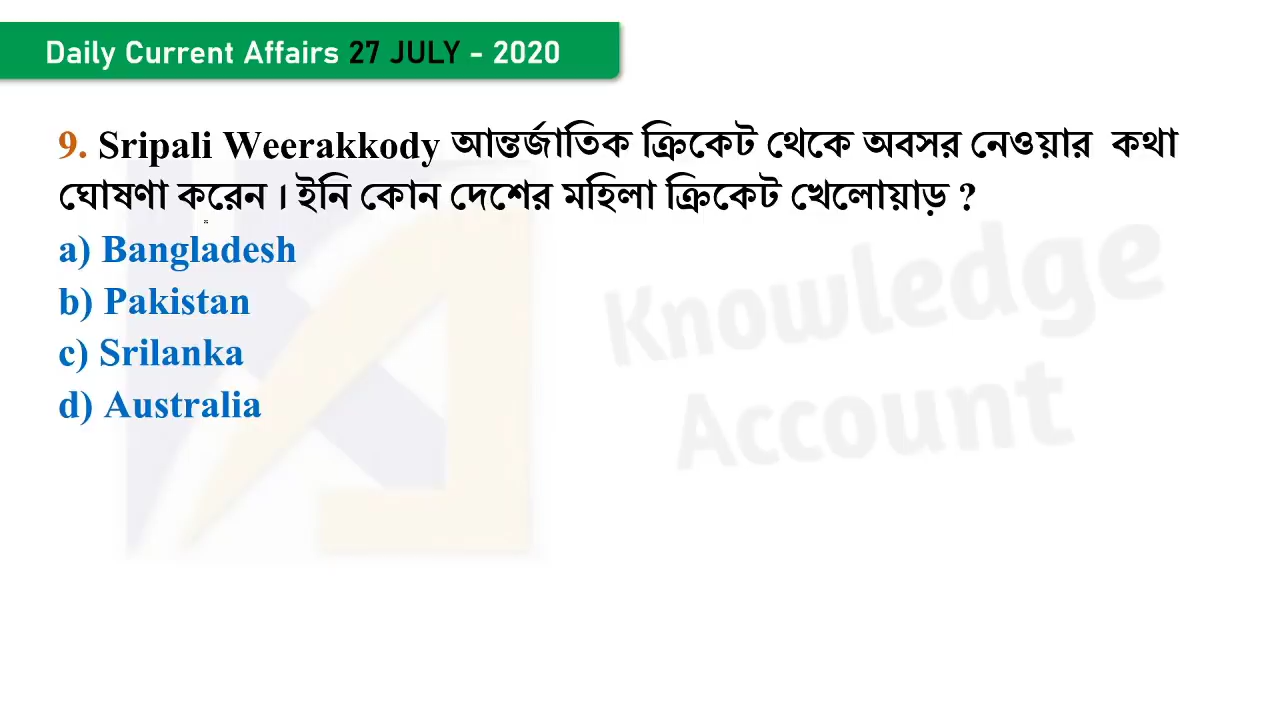 Daily Current Affairs 27 JULY - 2020
9. Sripali Weerakkody আন্তর্জাতিক ক্রিকেট থেকে অবসর নেওয়ার কথা
ঘোষণা করেন । ইনি কোন দেশের মহিলা ক্রিকেট খেলোয়াড় ?
a) Bangladesh
b) Pakistan
c) Srilanka
d) Australia
Knowledge
Account